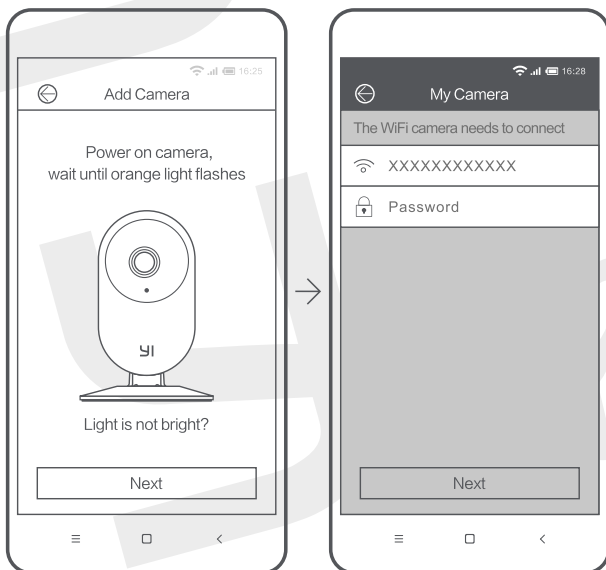 16:25
Add Camera
Power on camera,
wait until orange light flashes
YI
Light is not bright?
Next
16:28
My Camera
The WiFi camera needs to connect
XXXXXXXXXXXX
Password
Next